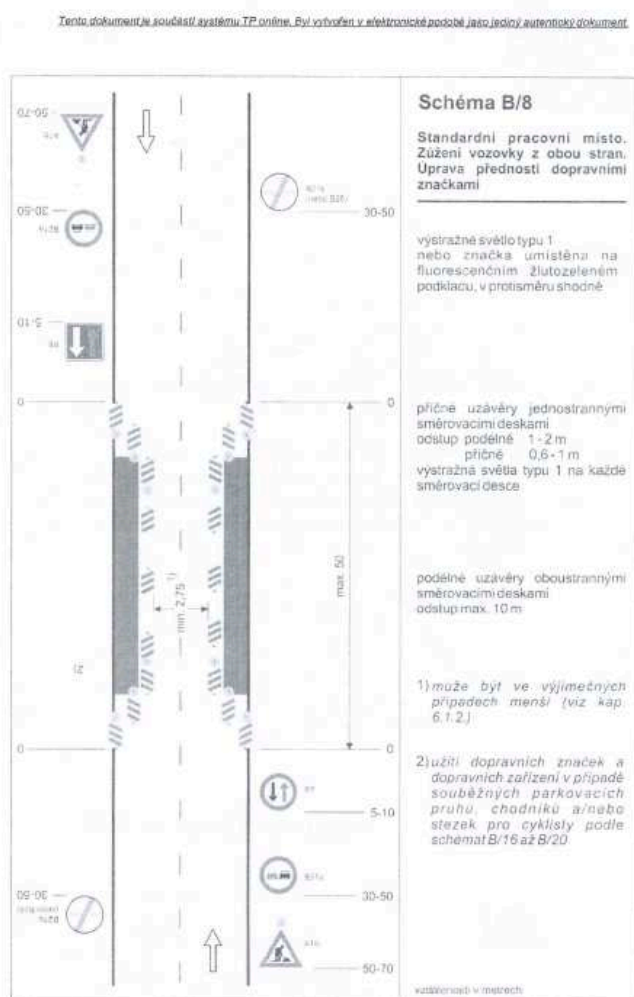 Tento dokument je součástí systému TP online. Byl vytvořen v elektronické podobě jako jediný autentický dokument.
Schéma B/8
Standardní pracovní místo.
Zúžení vozovky z obou stran.
Úprava přednosti dopravními
značkami
výstražné světlo typu 1
nebo značka umístěna na
fluorescenčním žlutozeleném
podkladu, v protisměru shodně
příčné uzávěry jednostrannými
směrovacími deskami
odstup podélně 1 - 2 m
příčně 0,6 - 1 m
výstražná světla typu 1 na každé
směrovací desce
podélné uzávěry oboustrannými
směrovacími deskami
odstup max. 10 m
1) může být ve výjimečných
případech menší (viz kap.
6.1.2.)
2) užití dopravních značek a
dopravních zařízení v případě
souběžných parkovacích
pruhů, chodníků a/nebo
stezek pro cyklisty podle
schémat B/16 až B/20
vzdálenosti v metrech
50-70
30-50
5-10
0
30-50
0
max. 50
min. 2,75 1)
2)
0
0
5-10
30-50
30-50
50-70